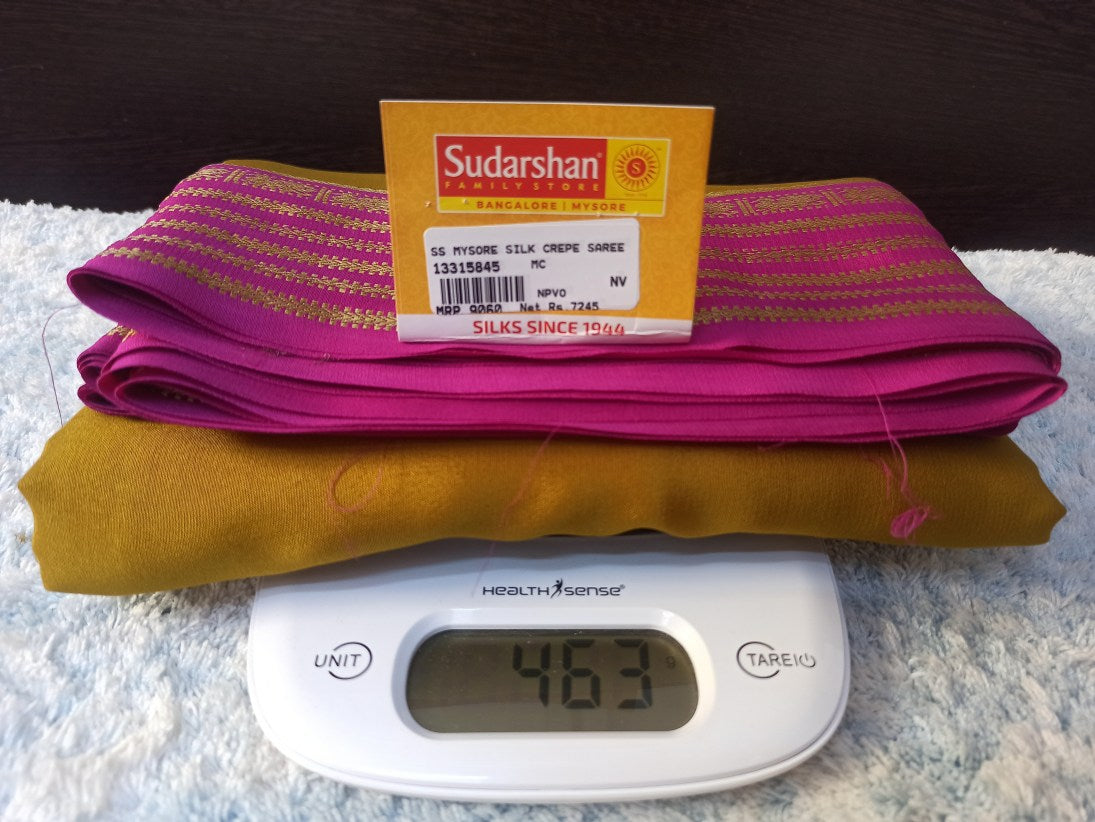 Sudarshan
FAMILY STORE
BANGALORE | MYSORE
SS MYSORE SILK CREPE SAREE
13315845 MC
NV
NPVO
MRP 9060 Net Rs 7245
SILKS SINCE 1944
HEALTH SENSE®
UNIT
463 g
TARE|